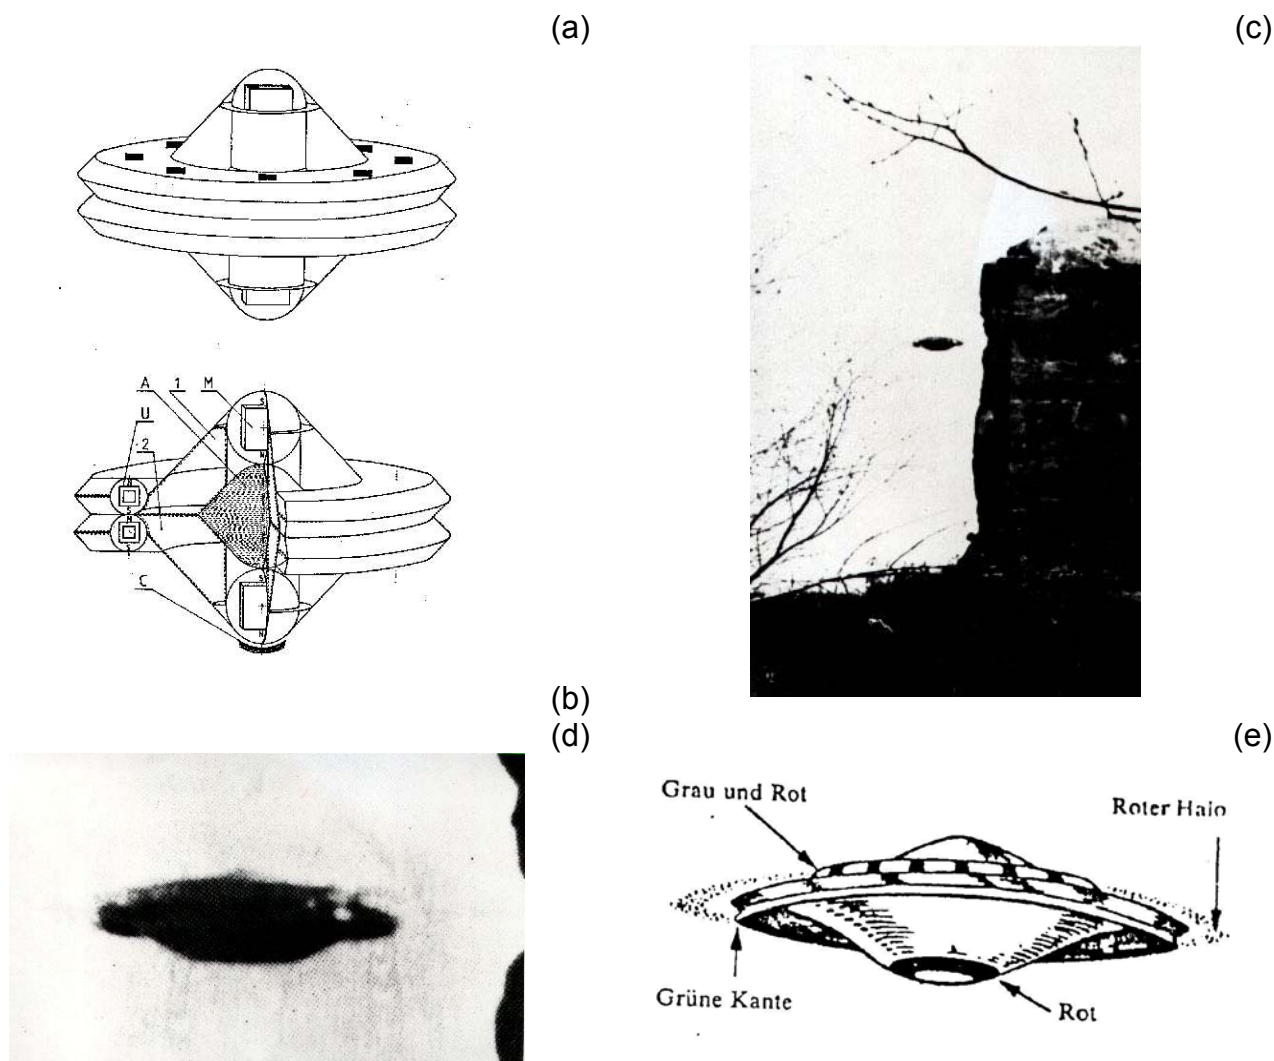 (a)
(c)
A 1 M
U
2
S
N
N
S
N
S
S
N
C
(b)
(d)
(e)
Grau und Rot
Roter Halo
Grüne Kante
Rot